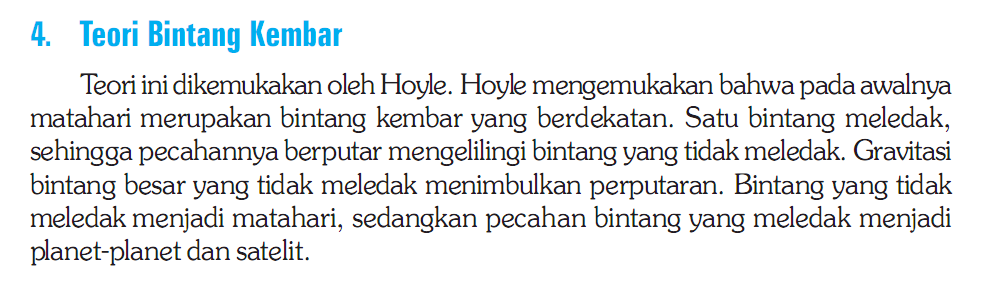 4. Teori Bintang Kembar
Teori ini dikemukakan oleh Hoyle. Hoyle mengemukakan bahwa pada awalnya
matahari merupakan bintang kembar yang berdekatan. Satu bintang meledak,
sehingga pecahannya berputar mengelilingi bintang yang tidak meledak. Gravitasi
bintang besar yang tidak meledak menimbulkan perputaran. Bintang yang tidak
meledak menjadi matahari, sedangkan pecahan bintang yang meledak menjadi
planet-planet dan satelit.